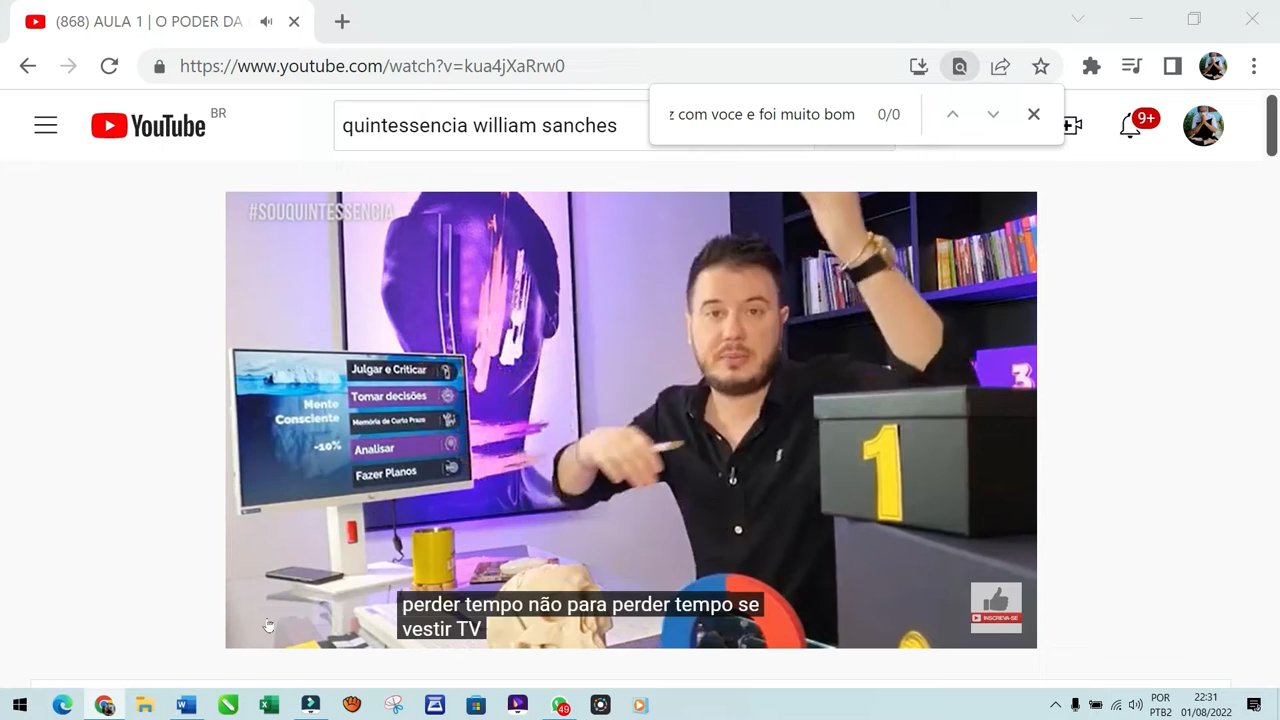 (868) AULA 1 | O PODER DA
https://www.youtube.com/watch?v=kua4jXaRrw0
z com voce e foi muito bom 0/0
YouTube BR
quintessencia william sanches
9+
#SOUQUINTESSENCIA
Julgar e Criticar
Mente
Consciente
-10%
Tomar decisões
Memória de Curto Prazo
Analisar
Fazer Planos
3
1
perder tempo não para perder tempo se
vestir TV
INSCREVA-SE
49
POR
PTB2
22:31
01/08/2022